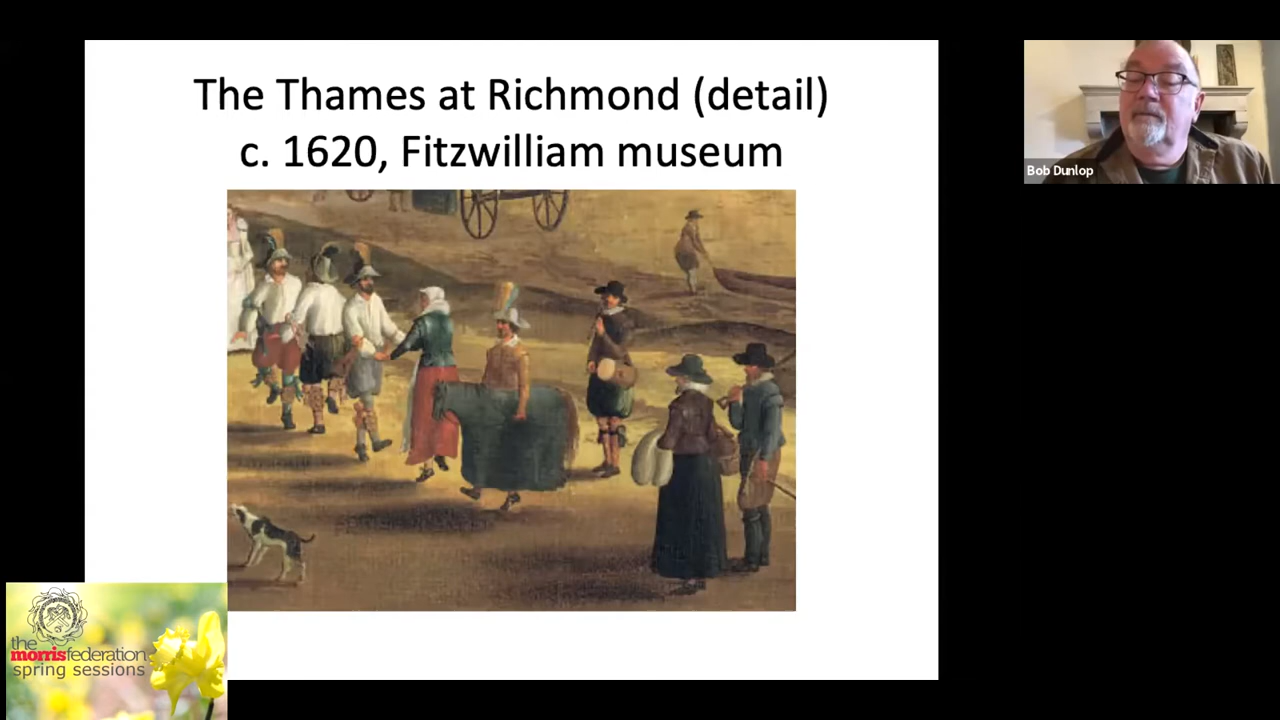 The Thames at Richmond (detail)
c. 1620, Fitzwilliam museum
Bob Dunlop
the
morrisfederation
spring sessions